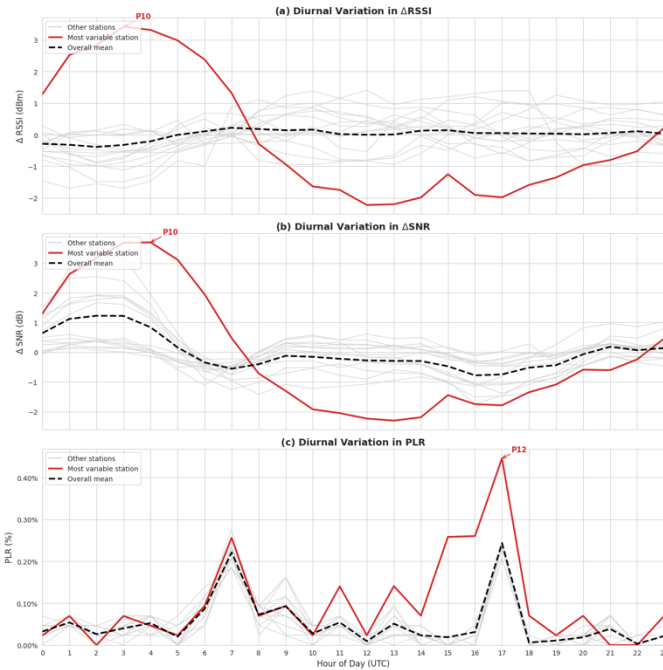 (a) Diurnal Variation in ΔRSSI
P10
Other stations
Most variable station
Overall mean
Δ RSSI (dBm)
3
2
1
0
−1
−2
(b) Diurnal Variation in ΔSNR
P10
Other stations
Most variable station
Overall mean
Δ SNR (dB)
4
3
2
1
0
−1
−2
(c) Diurnal Variation in PLR
P12
Other stations
Most variable station
Overall mean
PLR (%)
0.40%
0.30%
0.20%
0.10%
0.00%
0 1 2 3 4 5 6 7 8 9 10 11 12 13 14 15 16 17 18 19 20 21 22
Hour of Day (UTC)